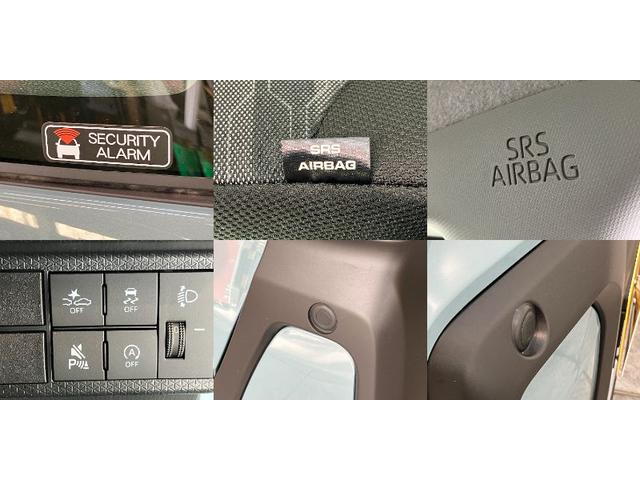 SECURITY
ALARM
SRS
AIRBAG
SRS
AIRBAG
OFF
OFF
P
A
OFF